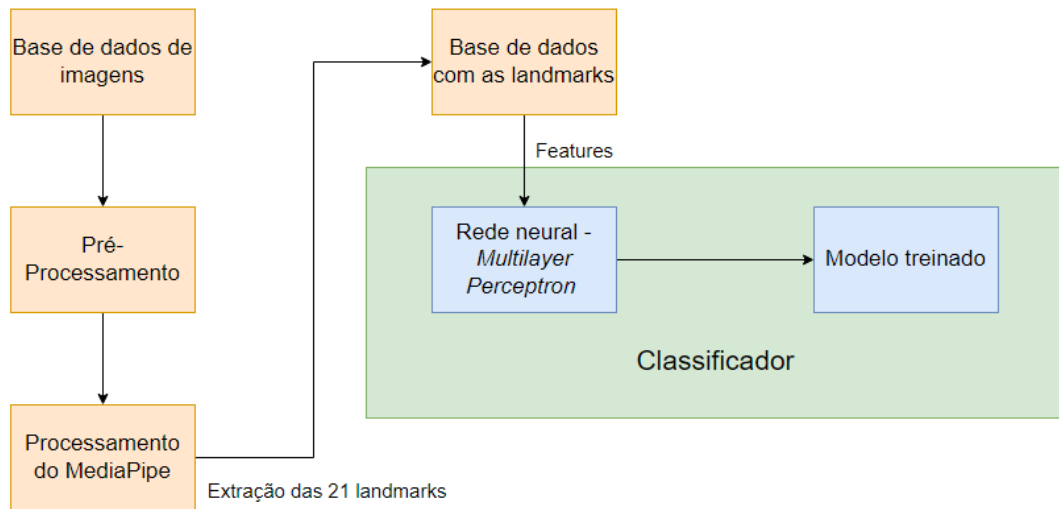 Base de dados de
imagens
Pré-
Processamento
Processamento
do MediaPipe
Extração das 21 landmarks
Base de dados
com as landmarks
Features
Rede neural -
Multilayer
Perceptron
Modelo treinado
Classificador